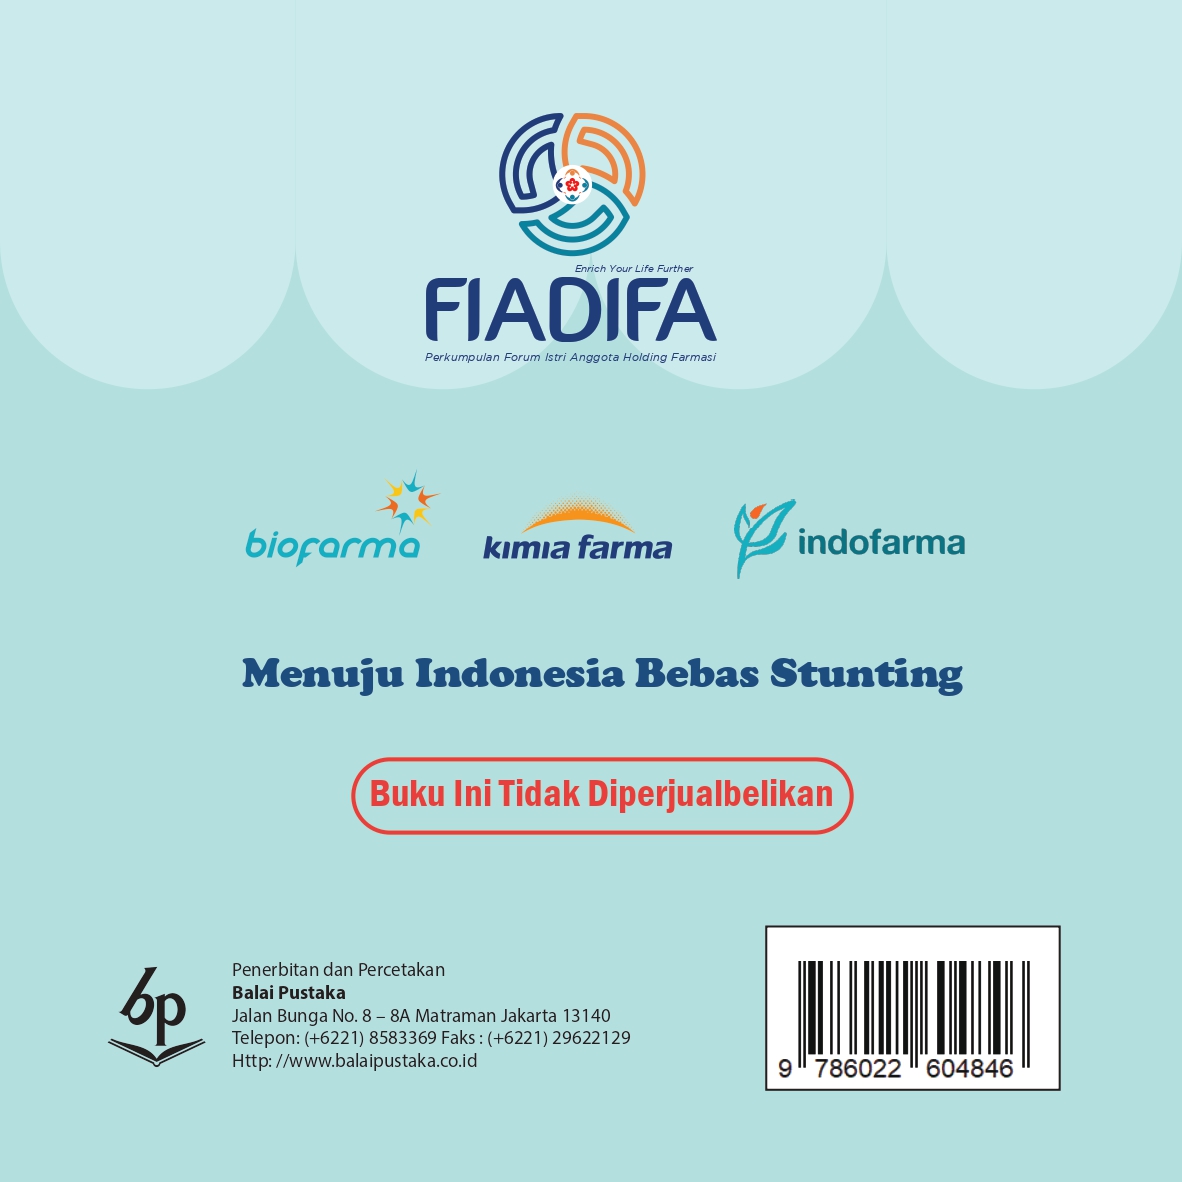 Enrich Your Life Further
FIADIFA
Perkumpulan Forum Istri Anggota Holding Farmasi
biofarma
kimia farma
indofarma
Menuju Indonesia Bebas Stunting
Buku Ini Tidak Diperjualbelikan
bp
Penerbitan dan Percetakan
Balai Pustaka
Jalan Bunga No. 8 – 8A Matraman Jakarta 13140
Telepon: (+6221) 8583369 Faks : (+6221) 29622129
Http: //www.balaipustaka.co.id
9 786022 604846